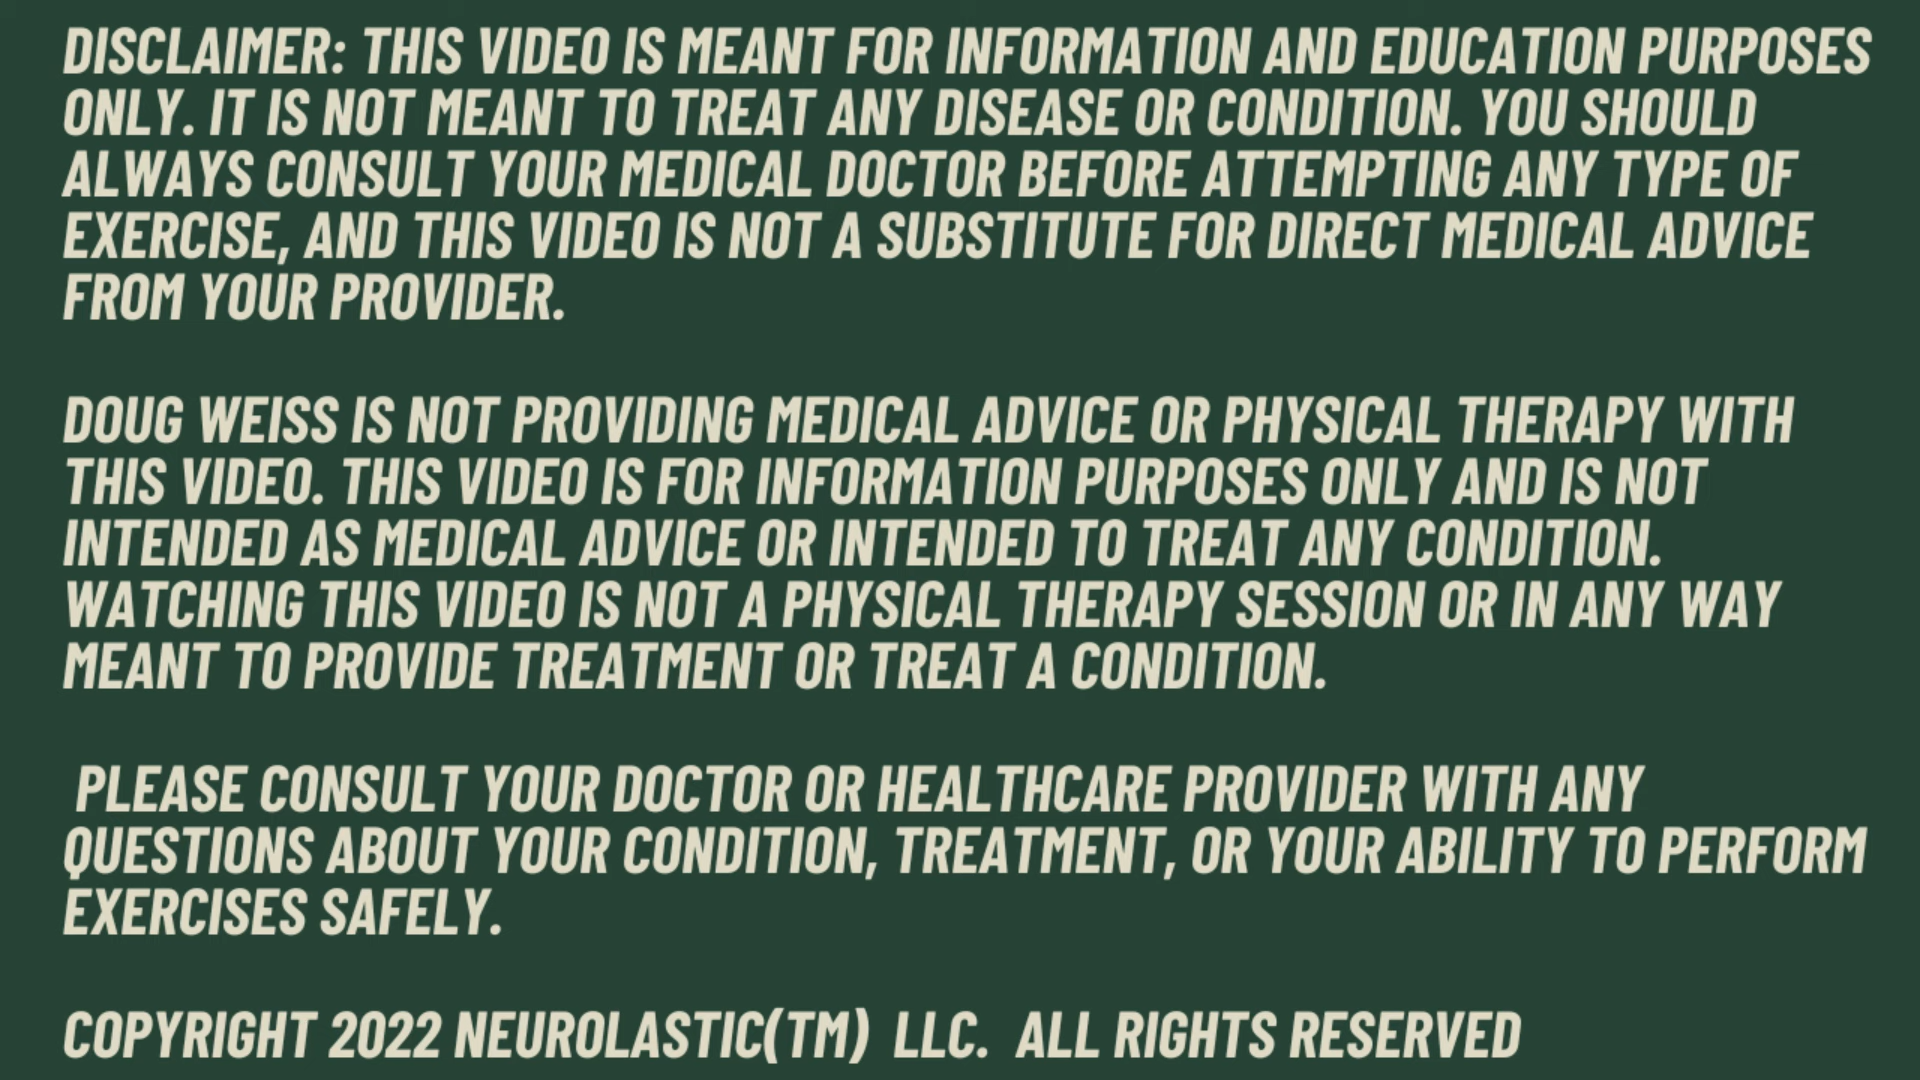 DISCLAIMER: THIS VIDEO IS MEANT FOR INFORMATION AND EDUCATION PURPOSES
ONLY. IT IS NOT MEANT TO TREAT ANY DISEASE OR CONDITION. YOU SHOULD
ALWAYS CONSULT YOUR MEDICAL DOCTOR BEFORE ATTEMPTING ANY TYPE OF
EXERCISE, AND THIS VIDEO IS NOT A SUBSTITUTE FOR DIRECT MEDICAL ADVICE
FROM YOUR PROVIDER.
DOUG WEISS IS NOT PROVIDING MEDICAL ADVICE OR PHYSICAL THERAPY WITH
THIS VIDEO. THIS VIDEO IS FOR INFORMATION PURPOSES ONLY AND IS NOT
INTENDED AS MEDICAL ADVICE OR INTENDED TO TREAT ANY CONDITION.
WATCHING THIS VIDEO IS NOT A PHYSICAL THERAPY SESSION OR IN ANY WAY
MEANT TO PROVIDE TREATMENT OR TREAT A CONDITION.
PLEASE CONSULT YOUR DOCTOR OR HEALTHCARE PROVIDER WITH ANY
QUESTIONS ABOUT YOUR CONDITION, TREATMENT, OR YOUR ABILITY TO PERFORM
EXERCISES SAFELY.
COPYRIGHT 2022 NEUROLASTIC(TM) LLC. ALL RIGHTS RESERVED